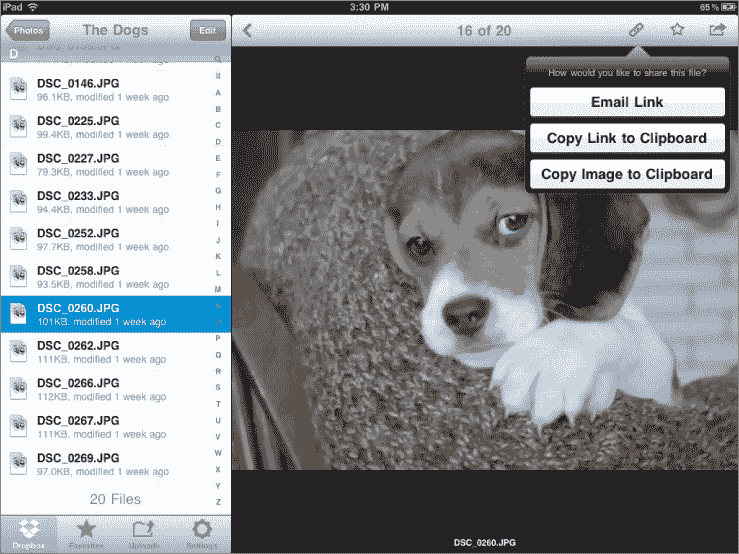 iPad 3:30 PM 65%
Photos The Dogs Edit
16 of 20
D
DSC_0146.JPG
96.1KB, modified 1 week ago
DSC_0225.JPG
99.4KB, modified 1 week ago
DSC_0227.JPG
79.3KB, modified 1 week ago
DSC_0233.JPG
94.4KB, modified 1 week ago
DSC_0252.JPG
97.7KB, modified 1 week ago
DSC_0258.JPG
93.5KB, modified 1 week ago
DSC_0260.JPG
101KB, modified 1 week ago
DSC_0262.JPG
111KB, modified 1 week ago
DSC_0266.JPG
112KB, modified 1 week ago
DSC_0267.JPG
111KB, modified 1 week ago
DSC_0269.JPG
97.0KB, modified 1 week ago
20 Files
#
A
B
C
D
E
F
G
H
I
J
K
L
M
N
O
P
Q
R
S
T
U
V
W
X
Y
Z
Dropbox Favorites Uploads Settings
How would you like to share this file?
Email Link
Copy Link to Clipboard
Copy Image to Clipboard
DSC_0260.JPG